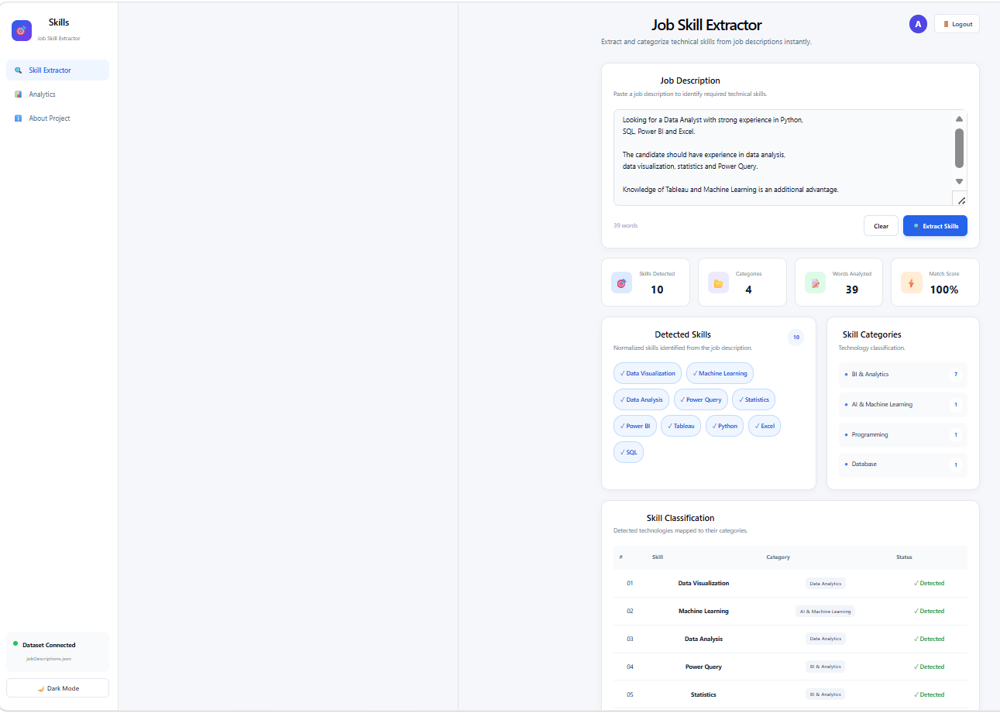 Skills
Job Skill Extractor
Skill Extractor
Analytics
About Project
Dataset Connected
jobDescriptions.json
Dark Mode
Job Skill Extractor
Extract and categorize technical skills from job descriptions instantly.
A
Logout
Job Description
Paste a job description to identify required technical skills.
Looking for a Data Analyst with strong experience in Python,
SQL, Power BI and Excel.
The candidate should have experience in data analysis,
data visualization, statistics and Power Query.
Knowledge of Tableau and Machine Learning is an additional advantage.
39 words
Clear
Extract Skills
Skills Detected
10
Categories
4
Words Analyzed
39
Match Score
100%
Detected Skills
10
Normalized skills identified from the job description.
✓ Data Visualization ✓ Machine Learning
✓ Data Analysis ✓ Power Query ✓ Statistics
✓ Power BI ✓ Tableau ✓ Python ✓ Excel
✓ SQL
Skill Categories
Technology classification.
BI & Analytics 7
AI & Machine Learning 1
Programming 1
Database 1
Skill Classification
Detected technologies mapped to their categories.
# Skill Category Status
01 Data Visualization Data Analytics ✓ Detected
02 Machine Learning AI & Machine Learning ✓ Detected
03 Data Analysis Data Analytics ✓ Detected
04 Power Query BI & Analytics ✓ Detected
05 Statistics BI & Analytics ✓ Detected